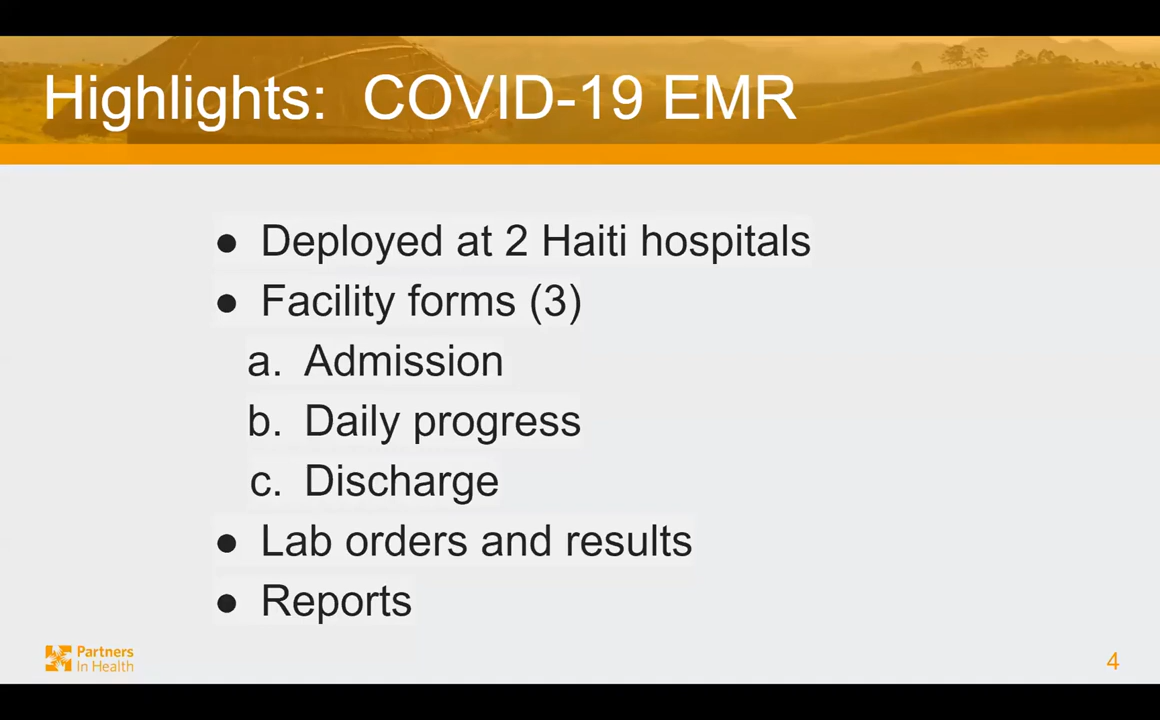 Highlights: COVID-19 EMR
● Deployed at 2 Haiti hospitals
● Facility forms (3)
a. Admission
b. Daily progress
c. Discharge
● Lab orders and results
● Reports
Partners
In Health
4